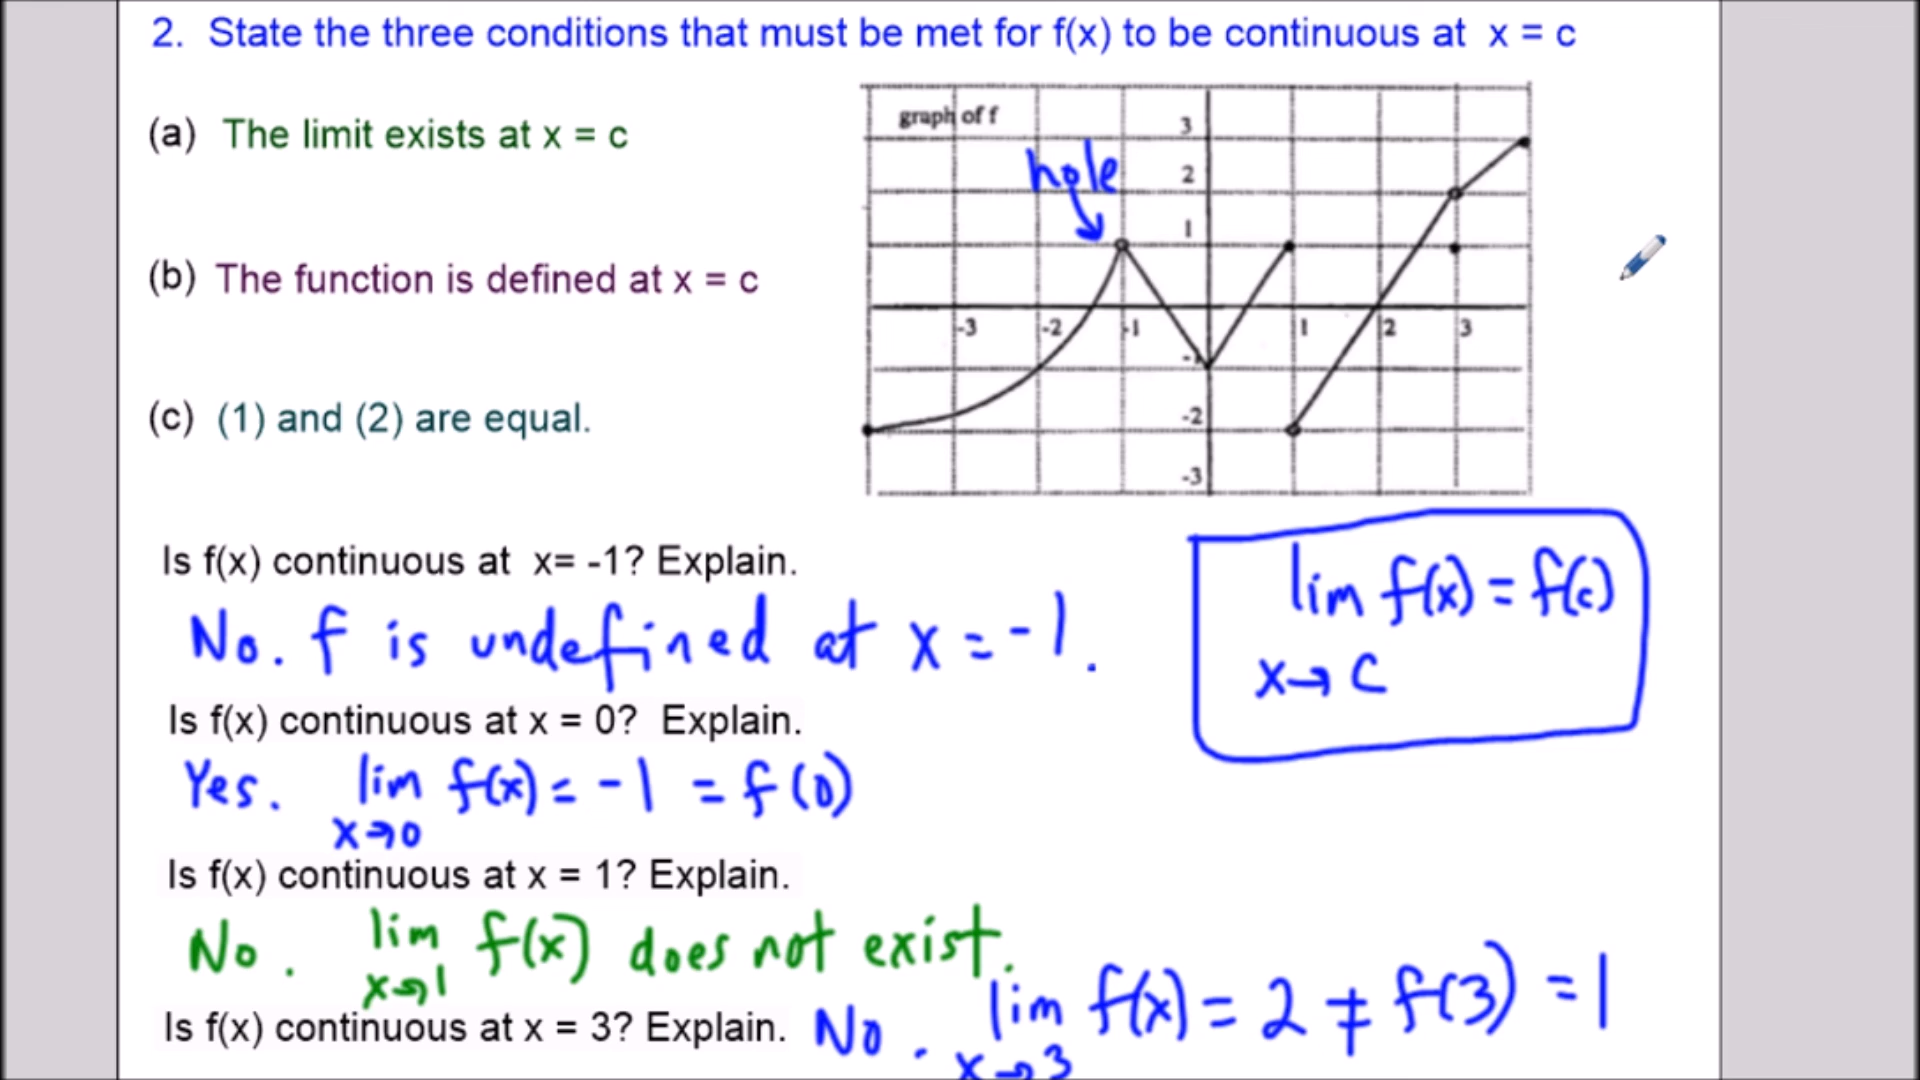 2. State the three conditions that must be met for f(x) to be continuous at x = c
(a) The limit exists at x = c
(b) The function is defined at x = c
(c) (1) and (2) are equal.
graph of f
hole
3
2
1
-3 -2 -1 1 2 3
-1
-2
-3
Is f(x) continuous at x= -1? Explain.
No. f is undefined at x = -1.
lim f(x) = f(c)
x→c
Is f(x) continuous at x = 0? Explain.
Yes. lim f(x) = -1 = f(0)
x→0
Is f(x) continuous at x = 1? Explain.
No. lim f(x) does not exist.
x→1
Is f(x) continuous at x = 3? Explain. No. lim f(x) = 2 ≠ f(3) = 1
x→3